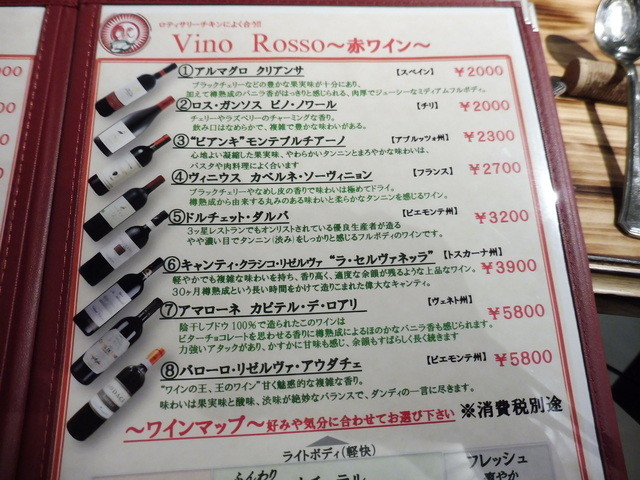 ロティサリーチキンによく合う!!
Vino Rosso～赤ワイン～
①アルマグロ クリアンサ 【スペイン】 ￥2000
ブラックチェリーなどの豊かな果実味が十分にあり、
加えて樽熟成のバニラ香がはっきりと感じられる、肉厚でジューシーなミディアムフルボディ。
②ロス・ガンソス ピノ・ノワール 【チリ】 ￥2000
チェリーやラズベリーのチャーミングな香り。
飲み口はなめらかで、複雑で豊かな味わいがある。
③“ビアンキ”モンテプルチアーノ 【アブルッツォ州】 ￥2300
心地よい凝縮した果実味、やわらかいタンニンとまろやかな味わいは、
パスタや肉料理によく合います
④ヴィニウス カベルネ・ソーヴィニョン 【フランス】 ￥2700
ブラックチェリーやなめし皮の香りで味わいは極めてドライ。
樽熟成から由来する丸みのある味わいと柔らかなタンニンを感じるワイン。
⑤ドルチェット・ダルバ 【ピエモンテ州】 ￥3200
3ヶ星レストランでもオンリストされている優良生産者が造る
やや濃い目でタンニン(渋み)をしっかりと感じるフルボディのワインです。
⑥キャンティ・クラシコ・リゼルヴァ “ラ・セルヴァネッラ” 【トスカーナ州】 ￥3900
軽やかでも複雑な味わいを持ち、香り高く、適度な余韻が残るような上品なワイン。
30ヶ月樽熟成という長い時間をかけて造りこまれた偉大なキャンティ。
⑦アマローネ カピテル・デ・ロアリ 【ヴェネト州】 ￥5800
陰干しブドウ100%で造られたこのワインは
ビターチョコレートを思わせる香りに樽熟成によるほのかなバニラ香も感じられます。
力強いアタックがあり、かすかに甘味も感じ、余韻もすばらしく長く続きます
⑧バローロ・リゼルヴァ・アウダチェ 【ピエモンテ州】 ￥5800
“ワインの王、王のワイン”甘く魅惑的な複雑な香り。
味わいは果実味と酸味、渋味が絶妙なバランスで、ダンディの一言に尽きます。
～ワインマップ～好みや気分に合わせてお選び下さい ※消費税別途
ライトボディ(軽快)
ふんわり
フレッシュ